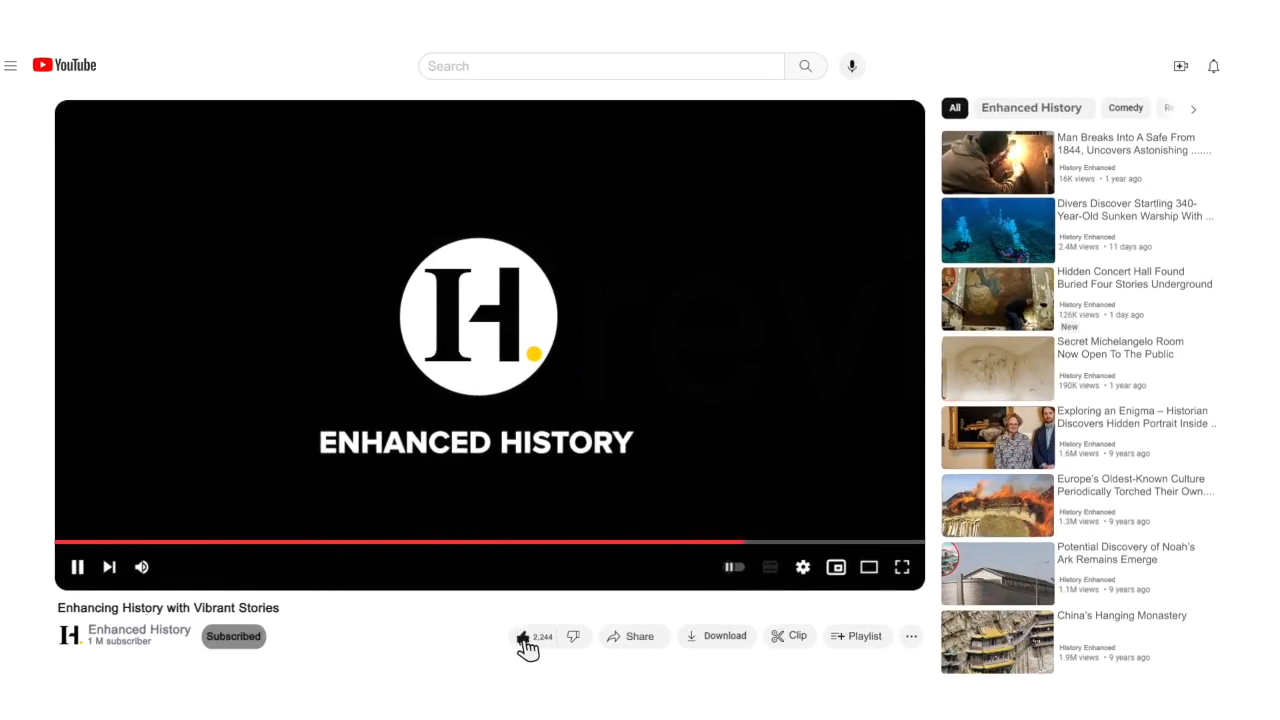 YouTube
Search
All
Enhanced History
Comedy
Re
ENHANCED HISTORY
Enhancing History with Vibrant Stories
Enhanced History
1 M subscriber
Subscribed
2,244
Share
Download
Clip
Playlist
Man Breaks Into A Safe From
1844, Uncovers Astonishing .......
History Enhanced
16K views • 1 year ago
Divers Discover Startling 340-
Year-Old Sunken Warship With ...
History Enhanced
2.4M views • 11 days ago
Hidden Concert Hall Found
Buried Four Stories Underground
History Enhanced
126K views • 1 day ago
New
Secret Michelangelo Room
Now Open To The Public
History Enhanced
190K views • 1 year ago
Exploring an Enigma – Historian
Discovers Hidden Portrait Inside ..
History Enhanced
1.6M views • 9 years ago
Europe's Oldest-Known Culture
Periodically Torched Their Own....
History Enhanced
1.3M views • 9 years ago
Potential Discovery of Noah's
Ark Remains Emerge
History Enhanced
1.1M views • 9 years ago
China's Hanging Monastery
History Enhanced
1.9M views • 9 years ago